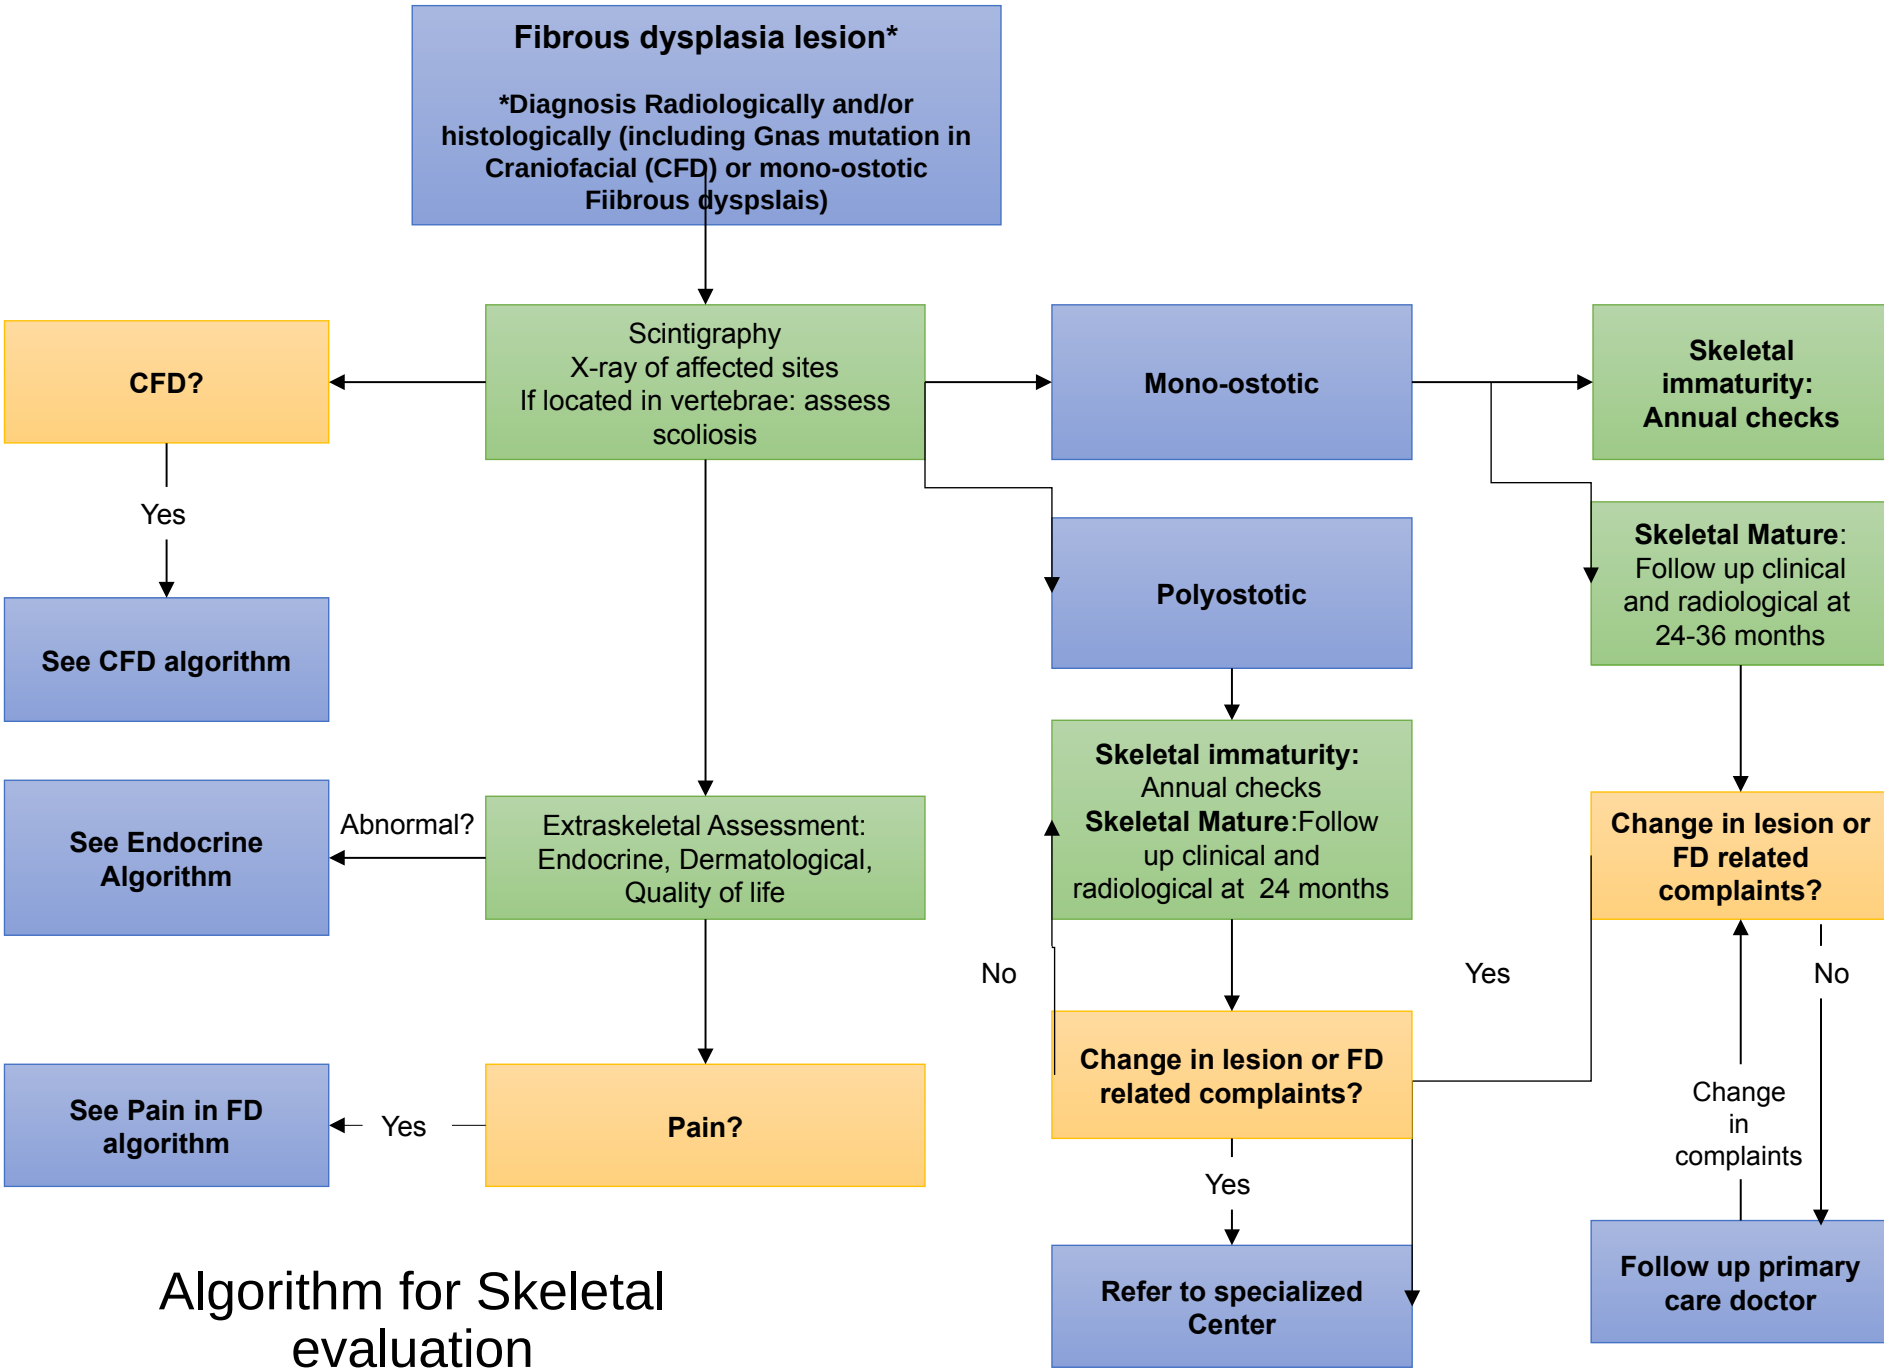 Fibrous dysplasia lesion*
*Diagnosis Radiologically and/or
histologically (including Gnas mutation in
Craniofacial (CFD) or mono-ostotic
Fiibrous dyspslais)
CFD?
Scintigraphy
X-ray of affected sites
If located in vertebrae: assess
scoliosis
Mono-ostotic
Skeletal
immaturity:
Annual checks
Yes
Skeletal Mature:
Follow up clinical
and radiological at
24-36 months
Polyostotic
See CFD algorithm
Skeletal immaturity:
Annual checks
Skeletal Mature:Follow
up clinical and
radiological at 24 months
See Endocrine
Algorithm
Abnormal?
Extraskeletal Assessment:
Endocrine, Dermatological,
Quality of life
Change in lesion or
FD related
complaints?
No
Yes
No
Change in lesion or FD
related complaints?
See Pain in FD
algorithm
Yes
Pain?
Change
in
complaints
Yes
Refer to specialized
Center
Follow up primary
care doctor
Algorithm for Skeletal
evaluation